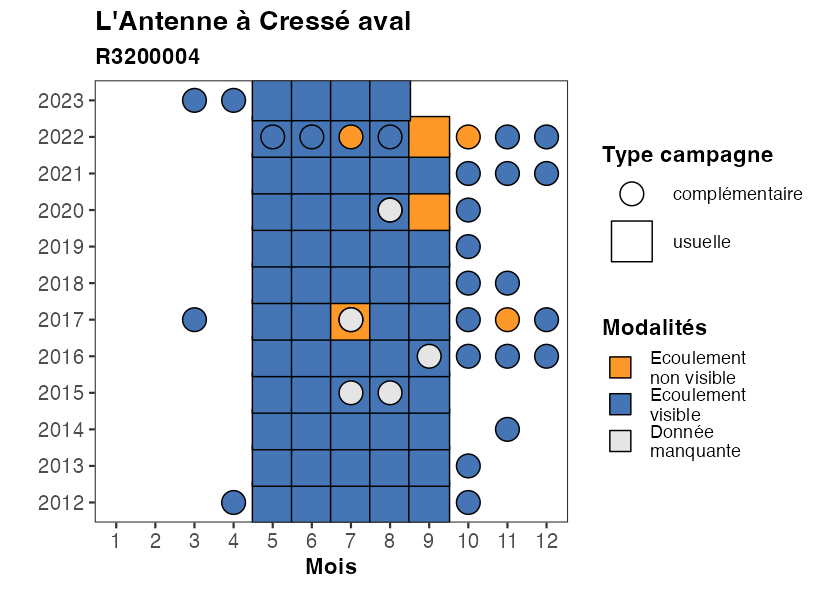 L'Antenne à Cressé aval
R3200004
2023
2022
2021
2020
2019
2018
2017
2016
2015
2014
2013
2012
1 2 3 4 5 6 7 8 9 10 11 12
Mois
Type campagne
complémentaire
usuelle
Modalités
Ecoulement
non visible
Ecoulement
visible
Donnée
manquante